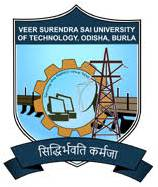 VEER SURENDRA SAI UNIVERSITY
OF TECHNOLOGY, ODISHA, BURLA
सिद्धिर्भवति कर्मजा